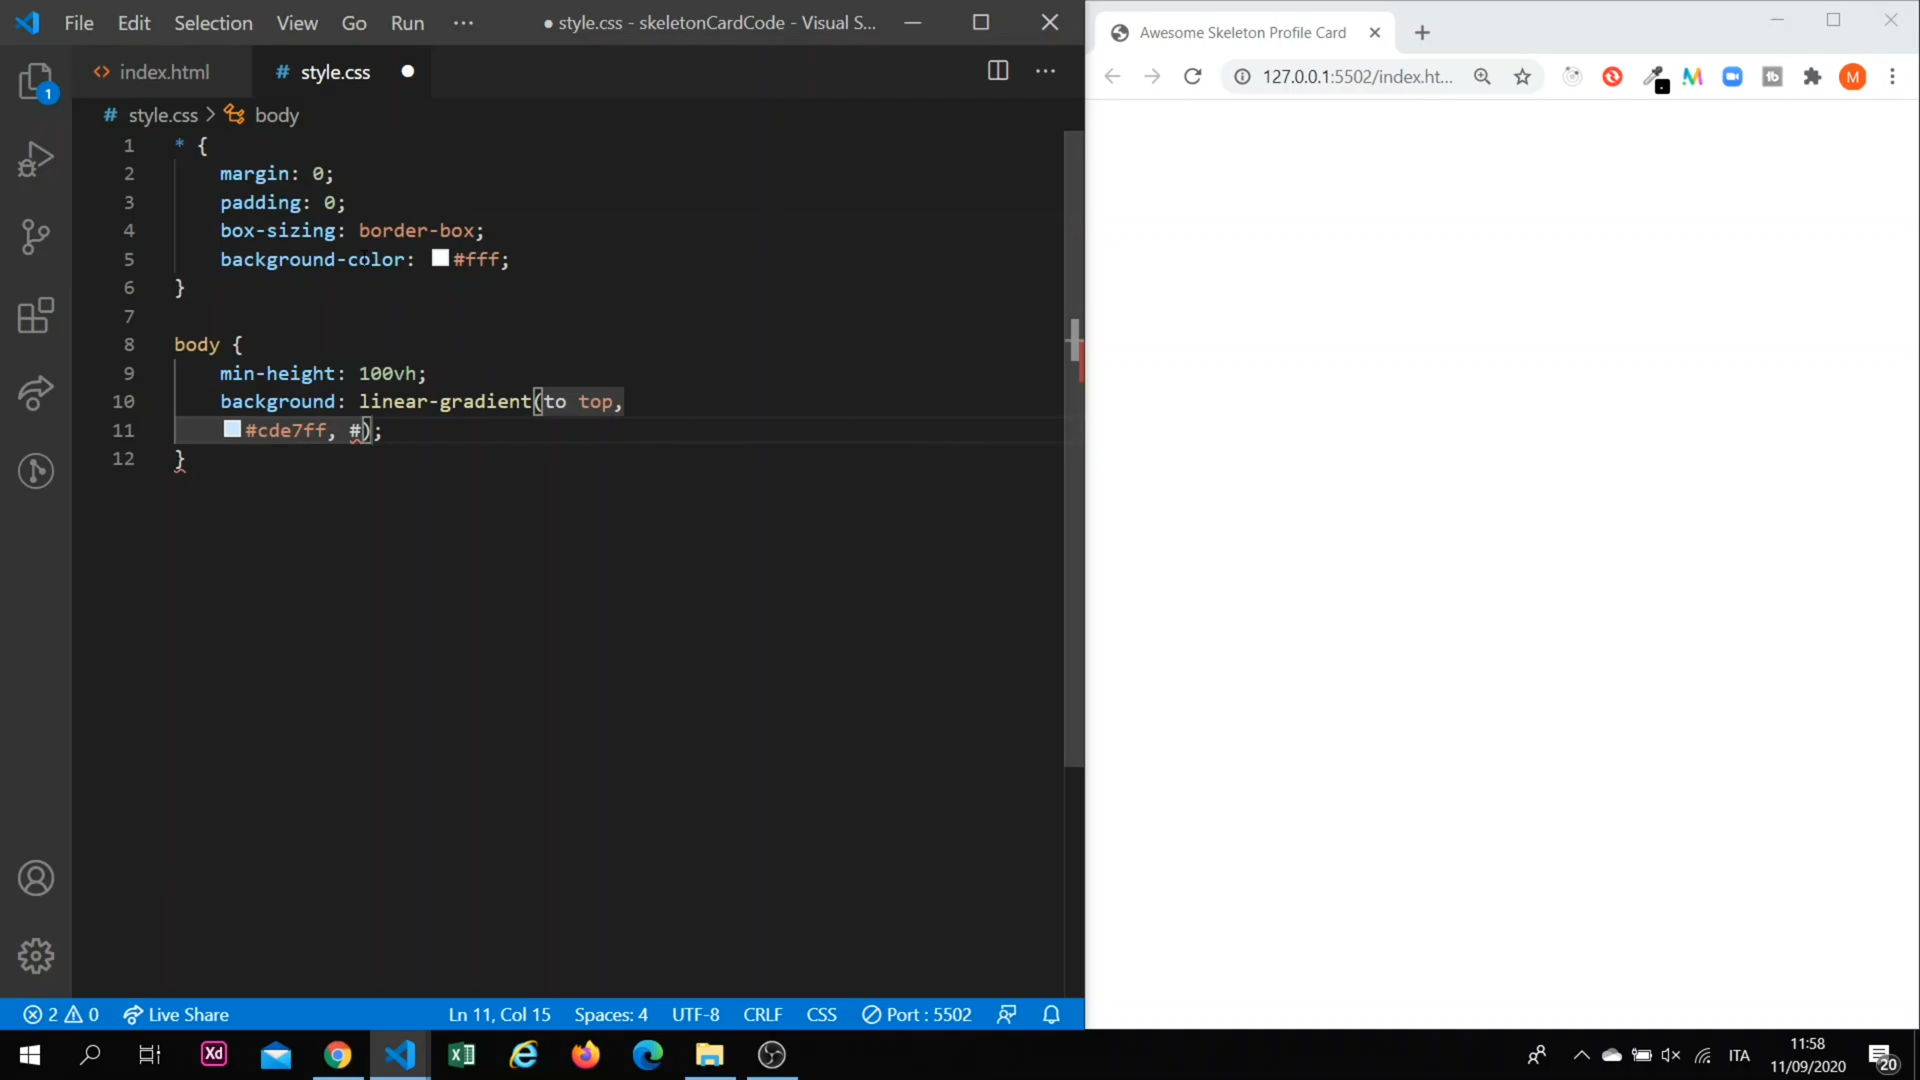 File Edit Selection View Go Run ··· ● style.css - skeletonCardCode - Visual S...
Awesome Skeleton Profile Card
index.html # style.css
127.0.0.1:5502/index.ht...
M
1
# style.css > body
1 * {
2 margin: 0;
3 padding: 0;
4 box-sizing: border-box;
5 background-color: #fff;
6 }
7
8 body {
9 min-height: 100vh;
10 background: linear-gradient(to top,
11 #cde7ff, #);
12 }
2 0 Live Share Ln 11, Col 15 Spaces: 4 UTF-8 CRLF CSS Port : 5502
Xd
ITA
11:58
11/09/2020
20